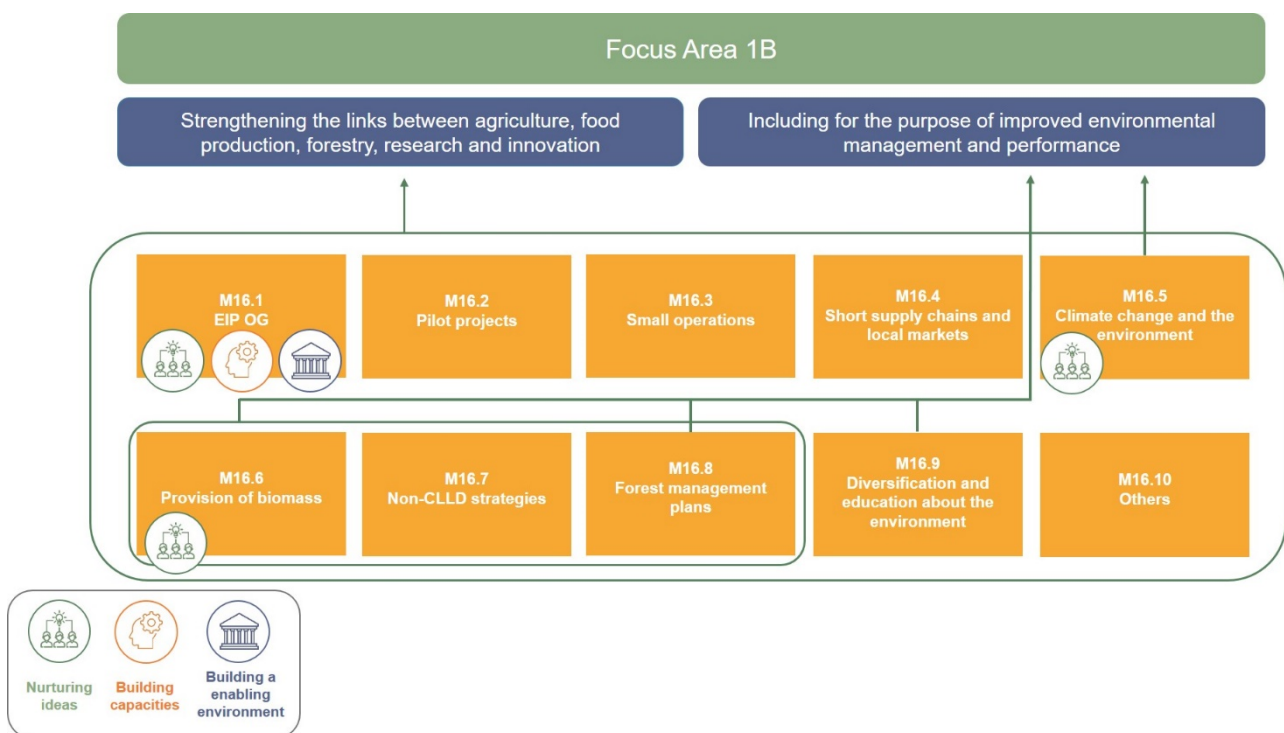 Focus Area 1B
Strengthening the links between agriculture, food
production, forestry, research and innovation
Including for the purpose of improved environmental
management and performance
M16.1
EIP OG
M16.2
Pilot projects
M16.3
Small operations
M16.4
Short supply chains and
local markets
M16.5
Climate change and the
environment
M16.6
Provision of biomass
M16.7
Non-CLLD strategies
M16.8
Forest management
plans
M16.9
Diversification and
education about the
environment
M16.10
Others
Nurturing
ideas
Building
capacities
Building a
enabling
environment